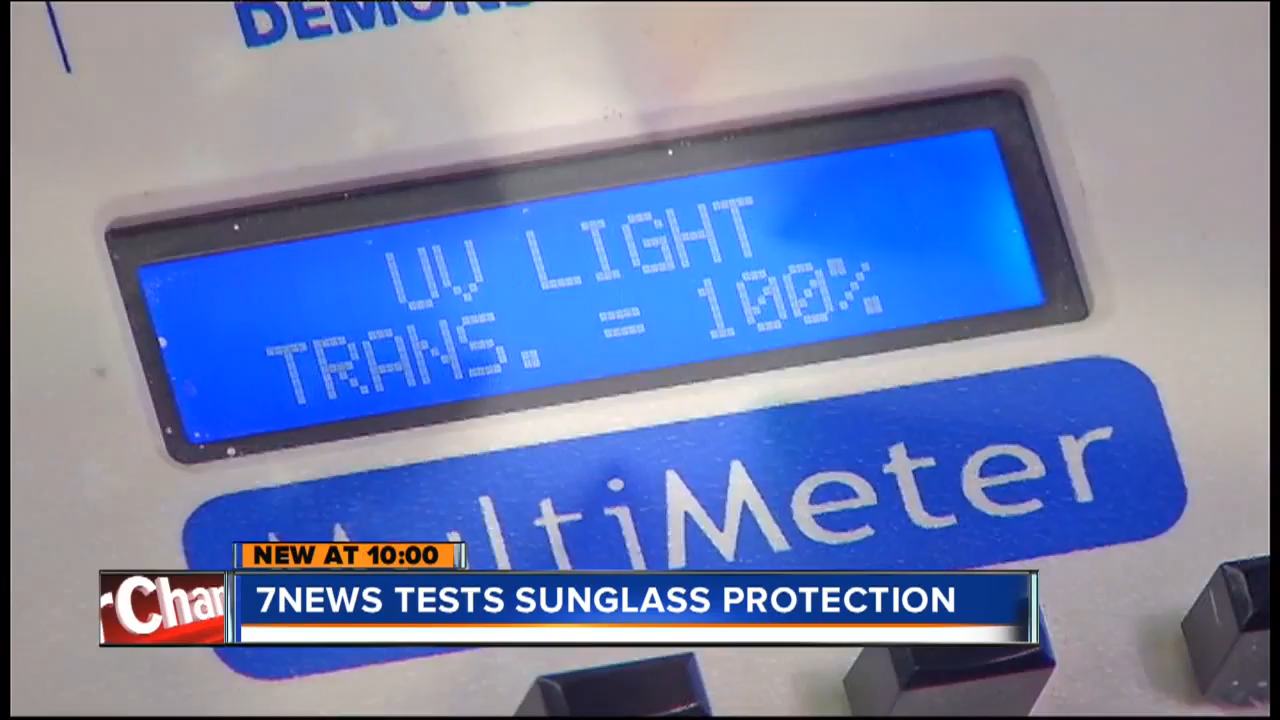 UV LIGHT
TRANS. = 100%
MultiMeter
NEW AT 10:00
7NEWS TESTS SUNGLASS PROTECTION